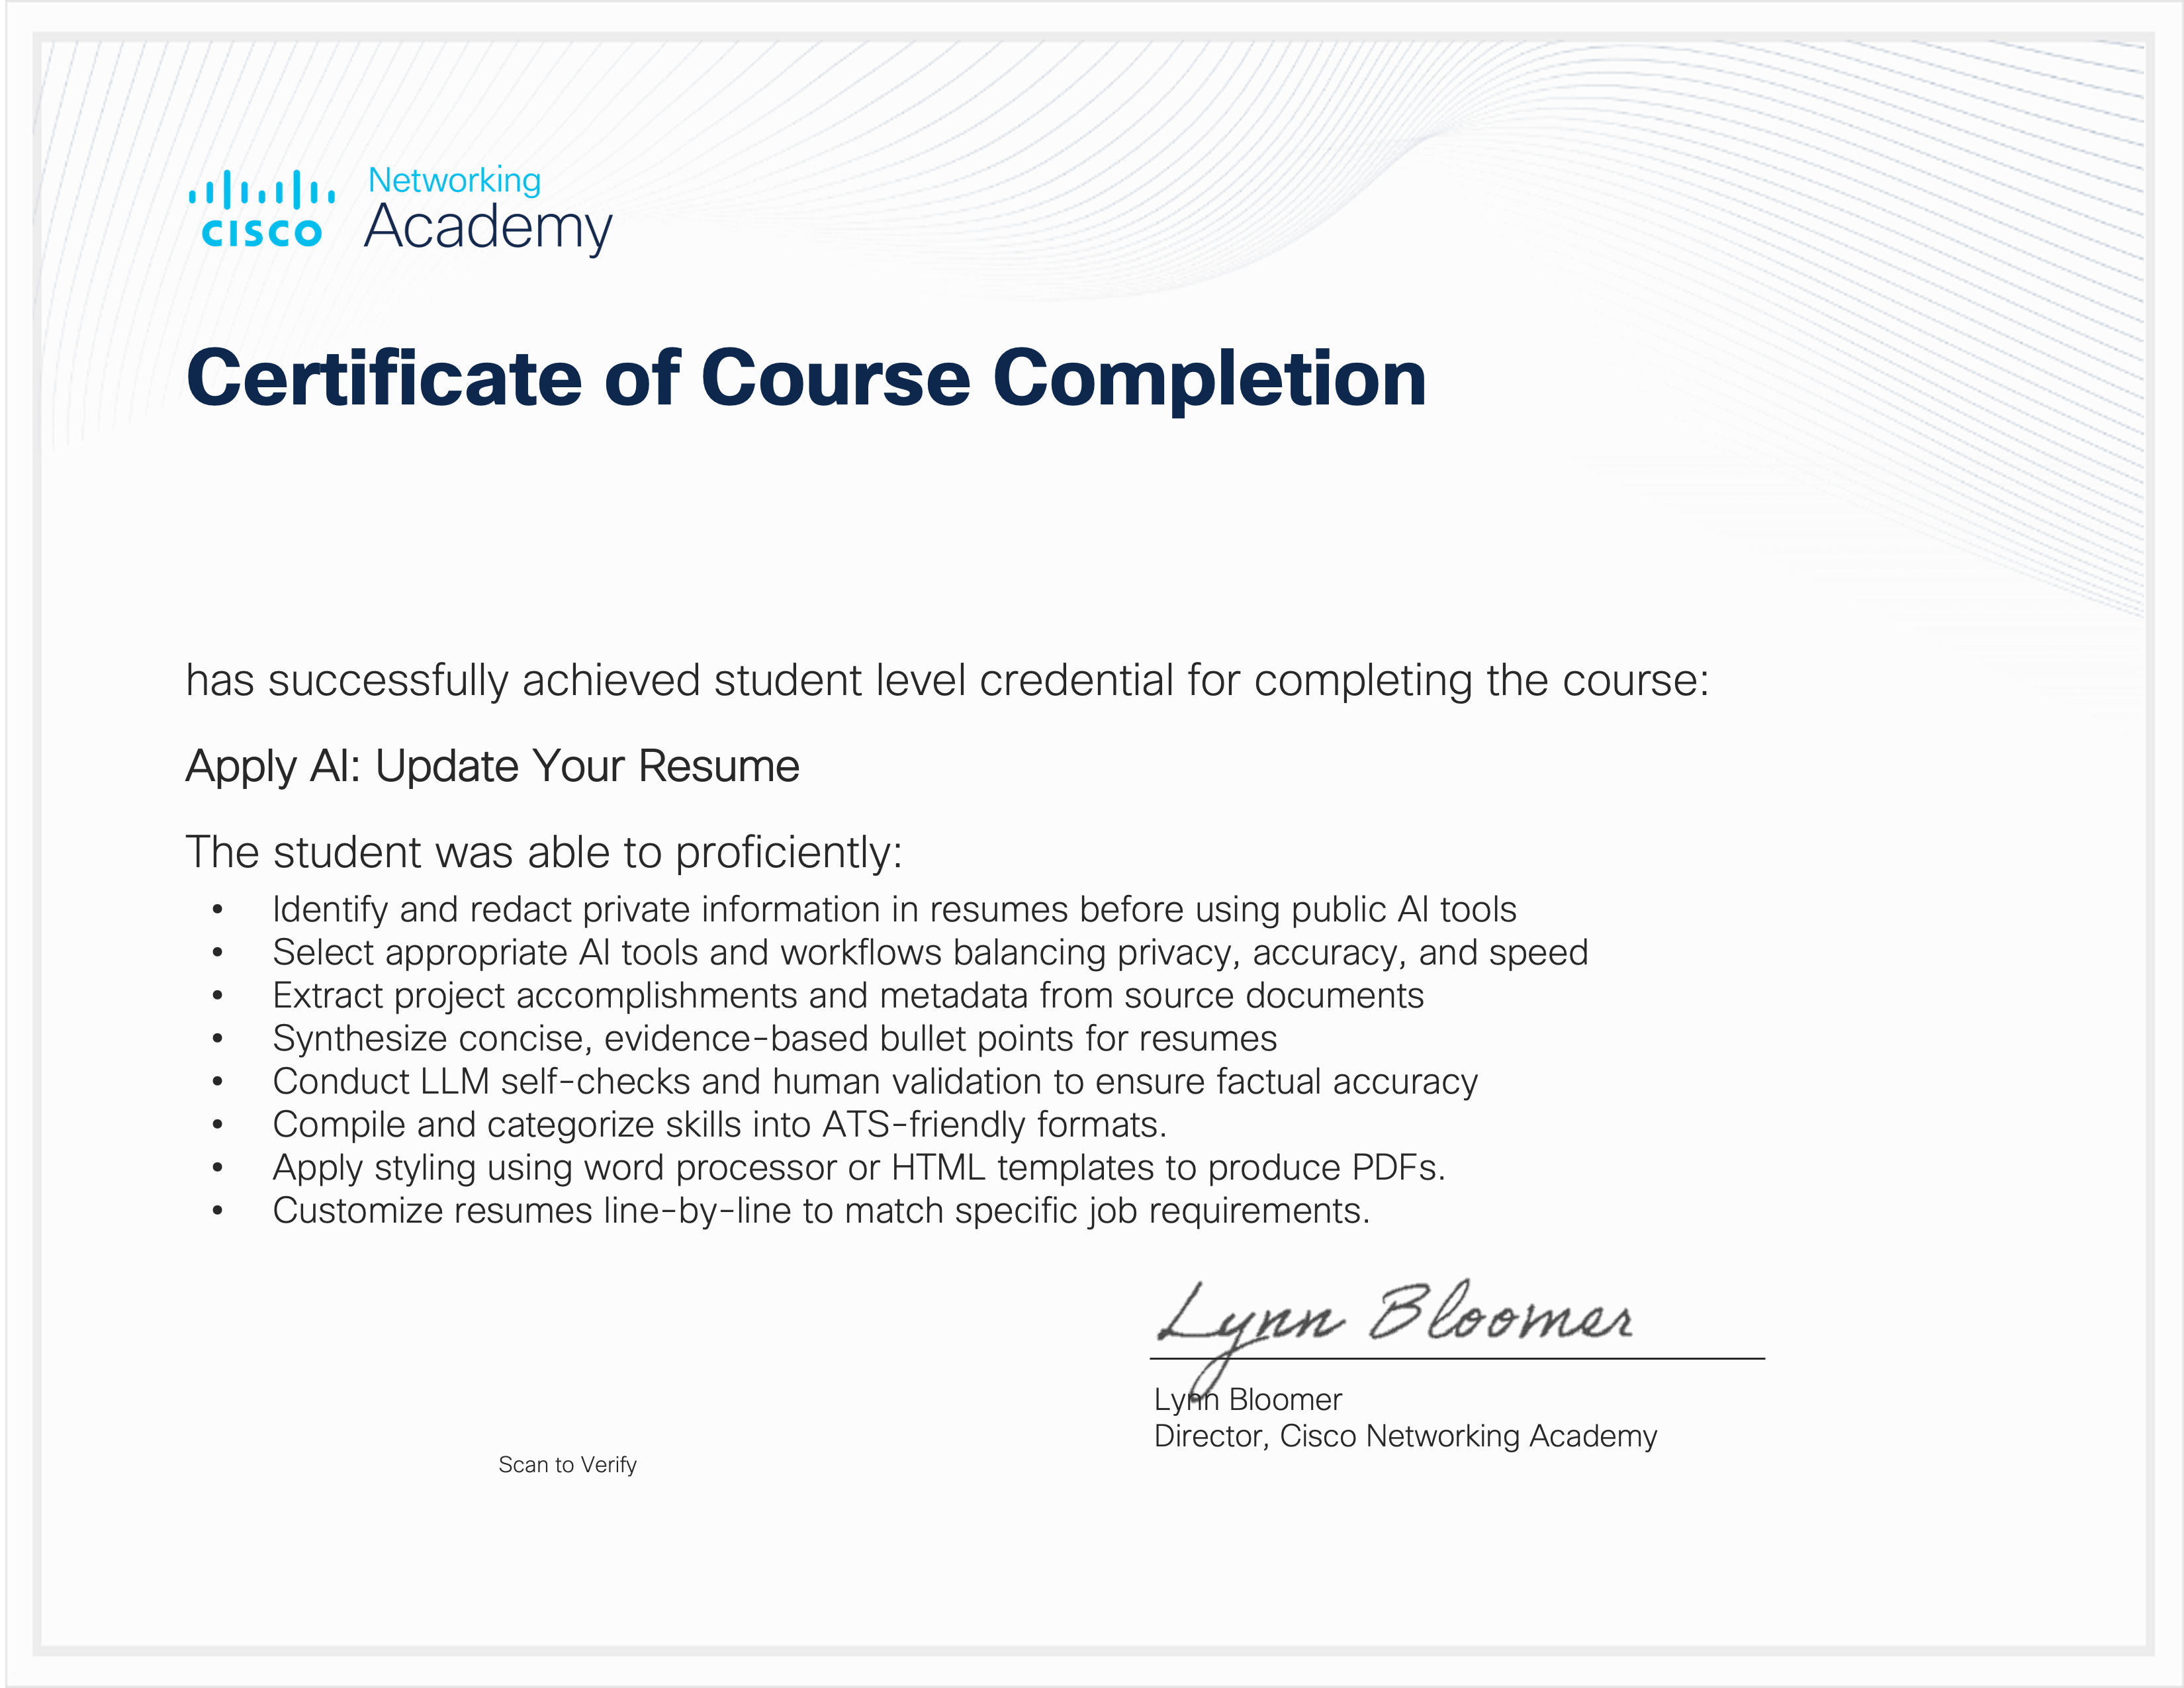 Networking
cisco Academy
Certificate of Course Completion
has successfully achieved student level credential for completing the course:
Apply AI: Update Your Resume
The student was able to proficiently:
• Identify and redact private information in resumes before using public AI tools
• Select appropriate AI tools and workflows balancing privacy, accuracy, and speed
• Extract project accomplishments and metadata from source documents
• Synthesize concise, evidence-based bullet points for resumes
• Conduct LLM self-checks and human validation to ensure factual accuracy
• Compile and categorize skills into ATS-friendly formats.
• Apply styling using word processor or HTML templates to produce PDFs.
• Customize resumes line-by-line to match specific job requirements.
Lynn Bloomer
Lynn Bloomer
Director, Cisco Networking Academy
Scan to Verify